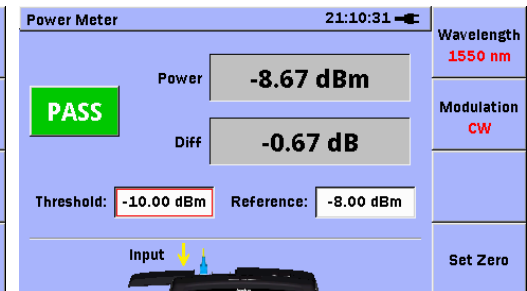 Power Meter 21:10:31
Wavelength
1550 nm
Power -8.67 dBm
PASS
Modulation
CW
Diff -0.67 dB
Threshold: -10.00 dBm Reference: -8.00 dBm
Input
Set Zero